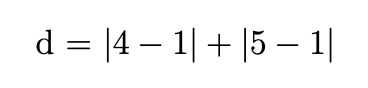 d = |4 − 1| + |5 − 1|